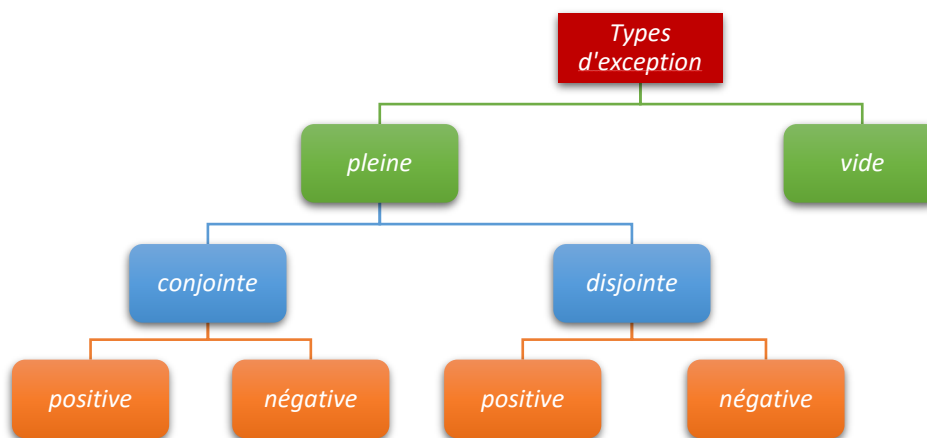 Types
d'exception
pleine
vide
conjointe
disjointe
positive
négative
positive
négative